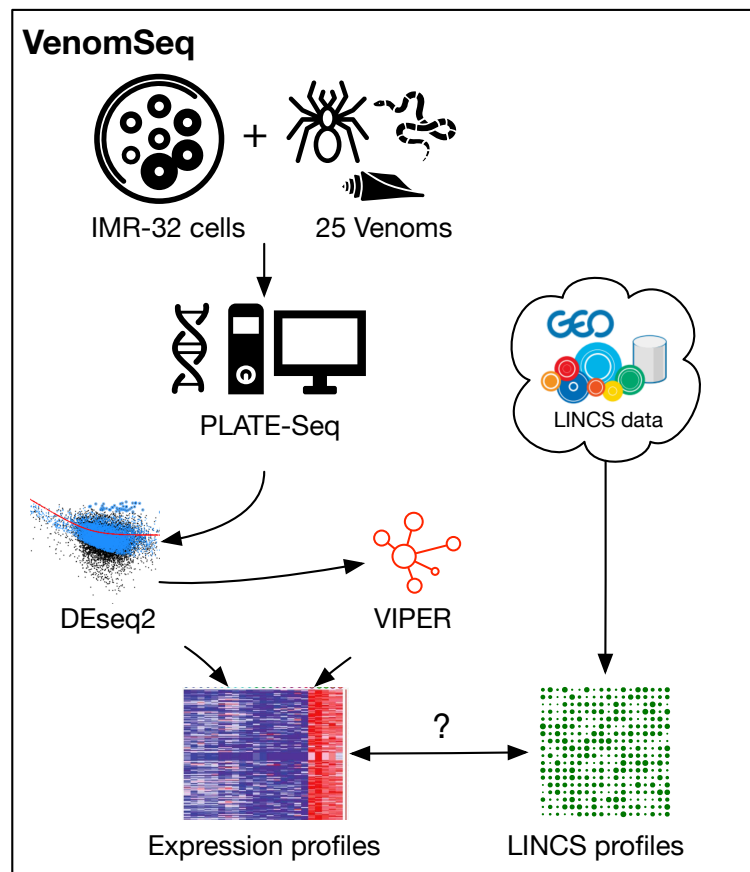 VenomSeq
+
IMR-32 cells
25 Venoms
GEO
LINCS data
PLATE-Seq
DEseq2
VIPER
?
Expression profiles
LINCS profiles